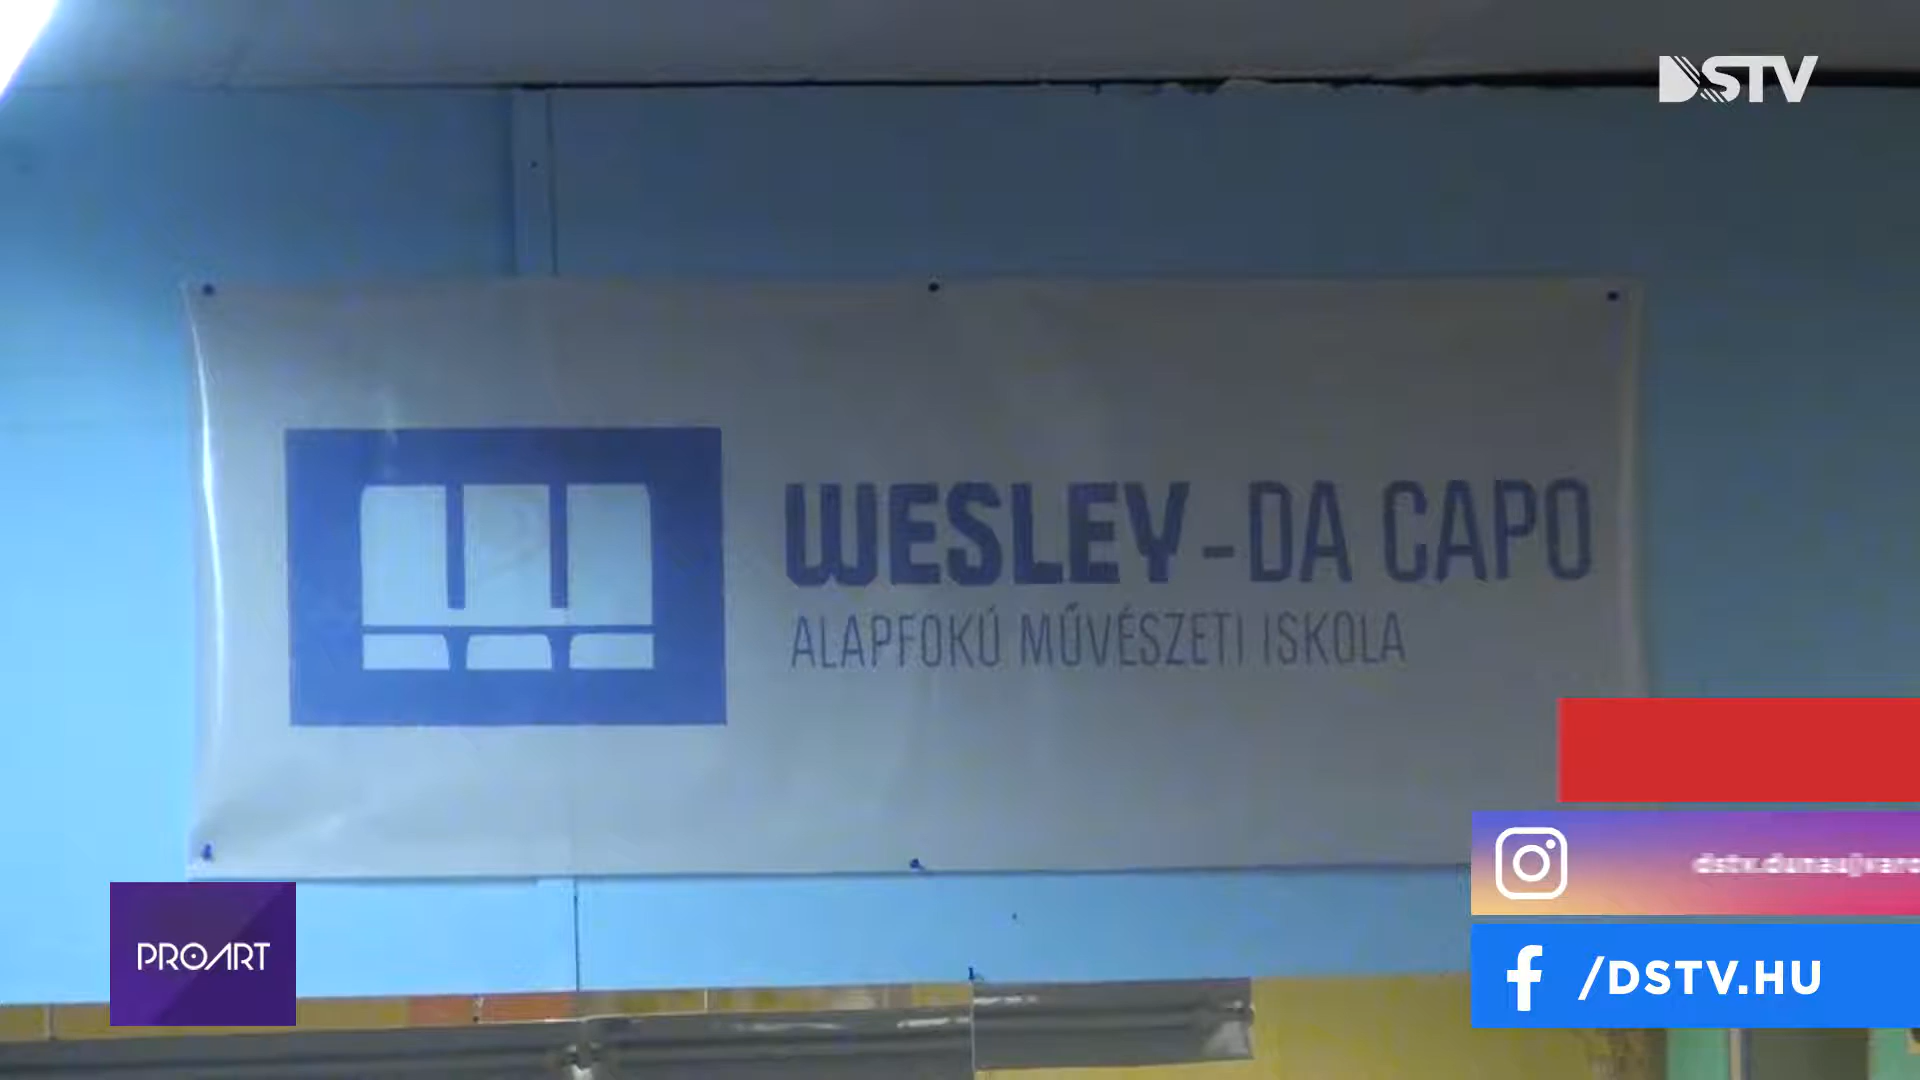 DSTV
WESLEY-DA CAPO
ALAPFOKÚ MŰVÉSZETI ISKOLA
PROART
/DSTV.HU